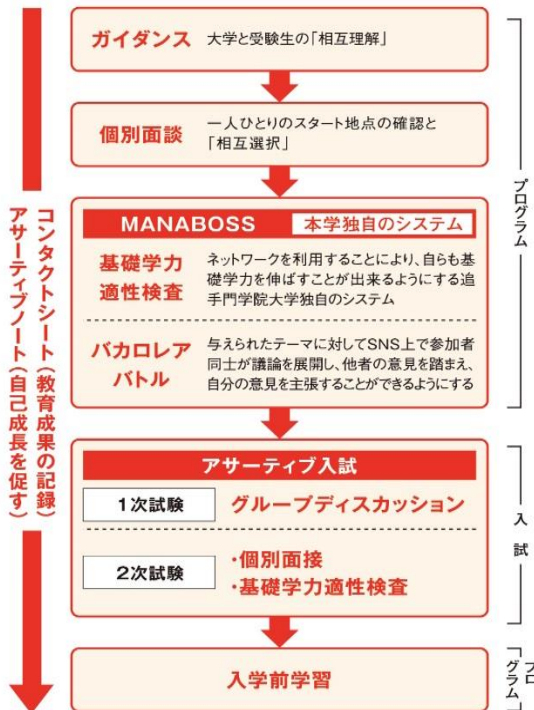 ガイダンス 大学と受験生の「相互理解」
個別面談 一人ひとりのスタート地点の確認と
「相互選択」
MANABOSS 本学独自のシステム
基礎学力
適性検査
ネットワークを利用することにより、自らも基
礎学力を伸ばすことが出来るようにする追
手門学院大学独自のシステム
バカロレア
バトル
与えられたテーマに対してSNS上で参加者
同士が議論を展開し、他者の意見を踏まえ、
自分の意見を主張することができるようにする
プログラム
コンタクトシート(教育成果の記録)
アサーティブノート(自己成長を促す)
アサーティブ入試
1次試験 グループディスカッション
2次試験
・個別面接
・基礎学力適性検査
入試
入学前学習
プロ
グラム